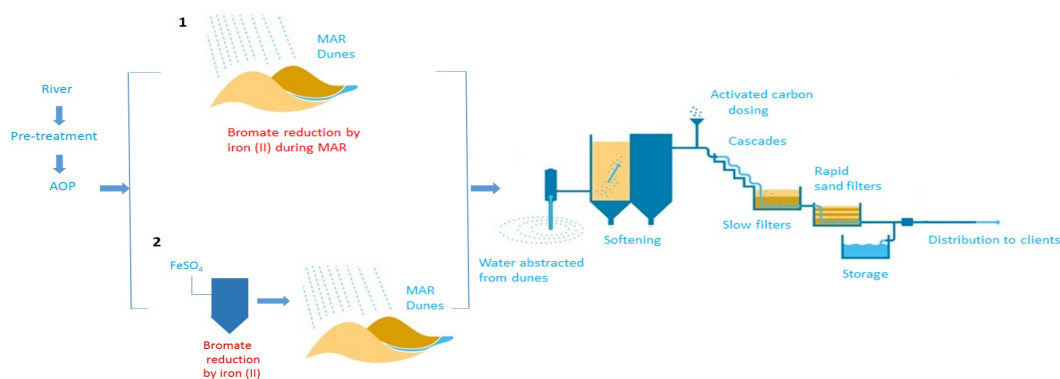 1
MAR
Dunes
River
Pre-treatment
AOP
Bromate reduction by
iron (II) during MAR
2
FeSO₄
Bromate
reduction
by iron (II)
MAR
Dunes
Water abstracted
from dunes
Softening
Activated carbon
dosing
Cascades
Slow filters
Rapid
sand filters
Storage
Distribution to clients